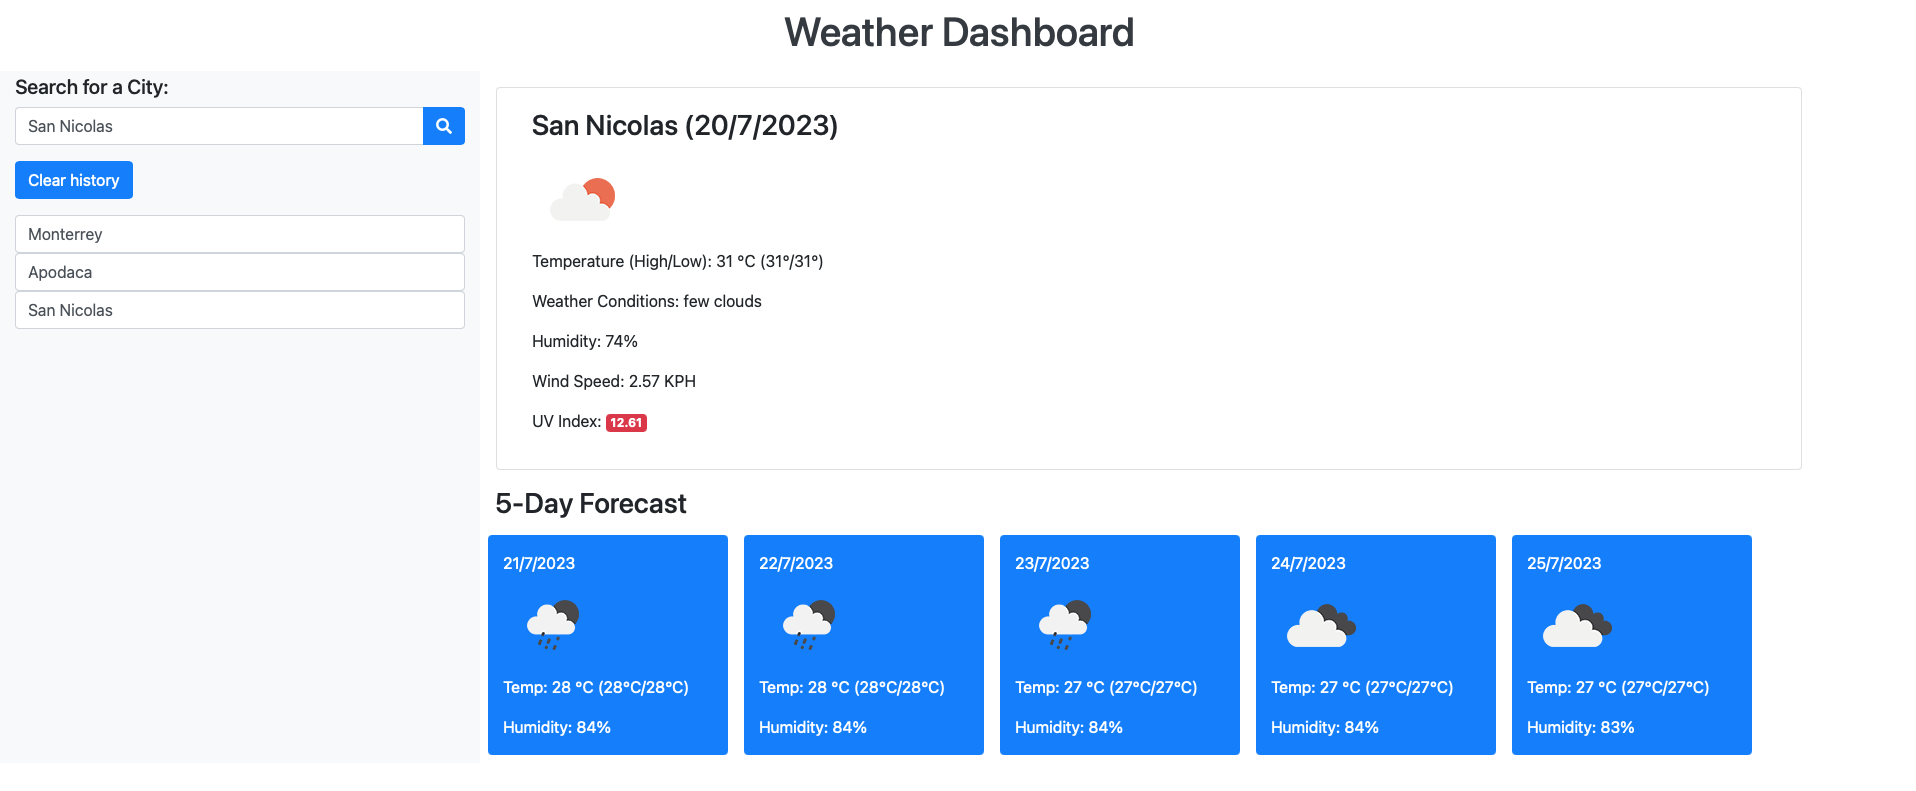 Weather Dashboard
Search for a City:
San Nicolas
Clear history
Monterrey
Apodaca
San Nicolas
San Nicolas (20/7/2023)
Temperature (High/Low): 31 °C (31°/31°)
Weather Conditions: few clouds
Humidity: 74%
Wind Speed: 2.57 KPH
UV Index: 12.61
5-Day Forecast
21/7/2023
Temp: 28 °C (28°C/28°C)
Humidity: 84%
22/7/2023
Temp: 28 °C (28°C/28°C)
Humidity: 84%
23/7/2023
Temp: 27 °C (27°C/27°C)
Humidity: 84%
24/7/2023
Temp: 27 °C (27°C/27°C)
Humidity: 84%
25/7/2023
Temp: 27 °C (27°C/27°C)
Humidity: 83%